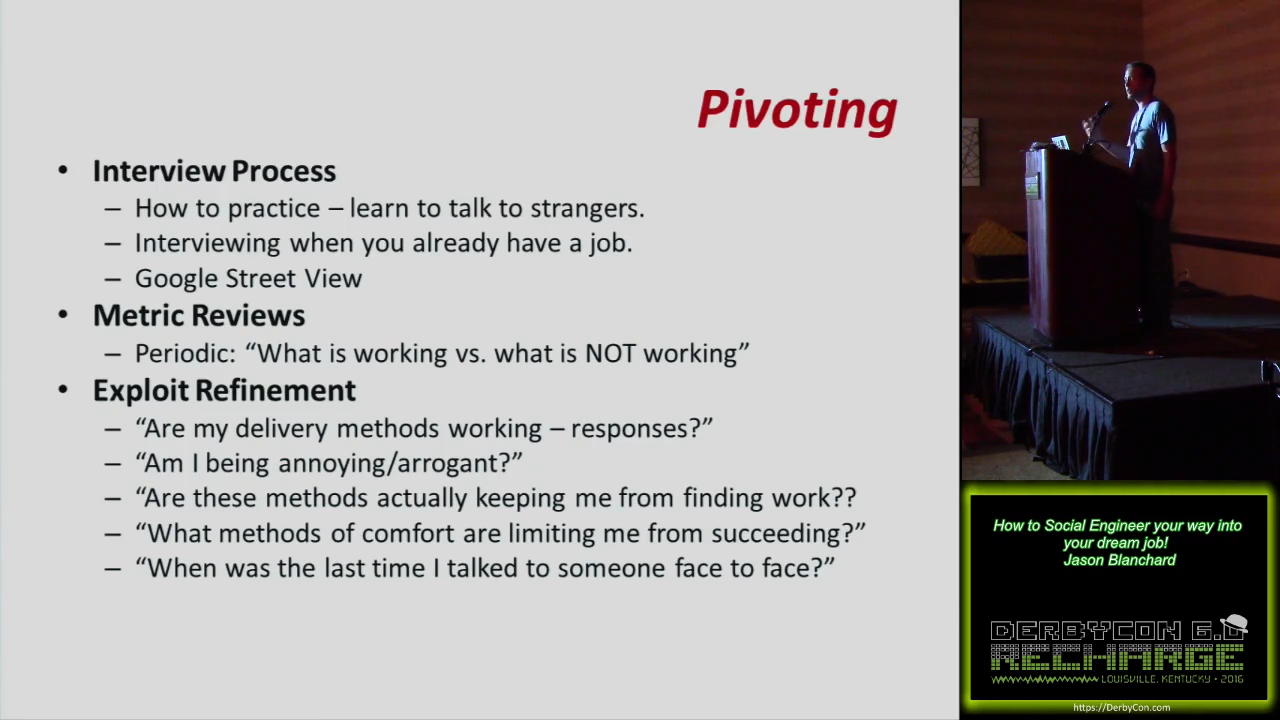 Pivoting
• Interview Process
– How to practice – learn to talk to strangers.
– Interviewing when you already have a job.
– Google Street View
• Metric Reviews
– Periodic: “What is working vs. what is NOT working”
• Exploit Refinement
– “Are my delivery methods working – responses?”
– “Am I being annoying/arrogant?”
– “Are these methods actually keeping me from finding work??
– “What methods of comfort are limiting me from succeeding?”
– “When was the last time I talked to someone face to face?”
How to Social Engineer your way into
your dream job!
Jason Blanchard
DERBYCON 6.0
RECHARGE
LOUISVILLE, KENTUCKY • 2016
https://DerbyCon.com